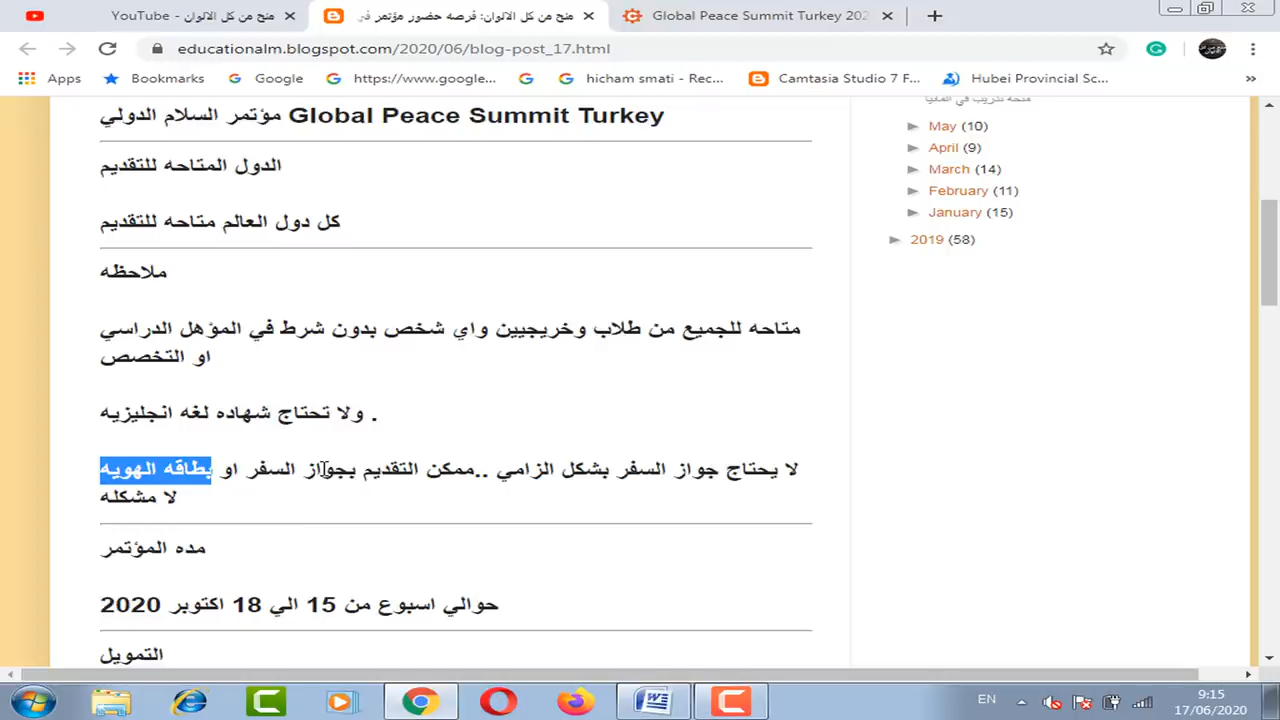 منح من كل الالوان - YouTube
منح من كل الالوان: فرصه حضور مؤتمر في
Global Peace Summit Turkey 202
educationalm.blogspot.com/2020/06/blog-post_17.html
Apps
Bookmarks
Google
https://www.google...
hicham smati - Rec...
Camtasia Studio 7 F...
Hubei Provincial Sc...
»
مؤتمر السلام الدولي Global Peace Summit Turkey
الدول المتاحه للتقديم
كل دول العالم متاحه للتقديم
ملاحظه
متاحه للجميع من طلاب وخريجيين واي شخص بدون شرط في المؤهل الدراسي
او التخصص
ولا تحتاج شهاده لغه انجليزيه .
لا يحتاج جواز السفر بشكل الزامي ..ممكن التقديم بجواز السفر او بطاقه الهويه
لا مشكله
مده المؤتمر
حوالي اسبوع من 15 الي 18 اكتوبر 2020
التمويل
منحة تدريب في المانيا
May (10)
April (9)
March (14)
February (11)
January (15)
2019 (58)
EN
9:15
17/06/2020